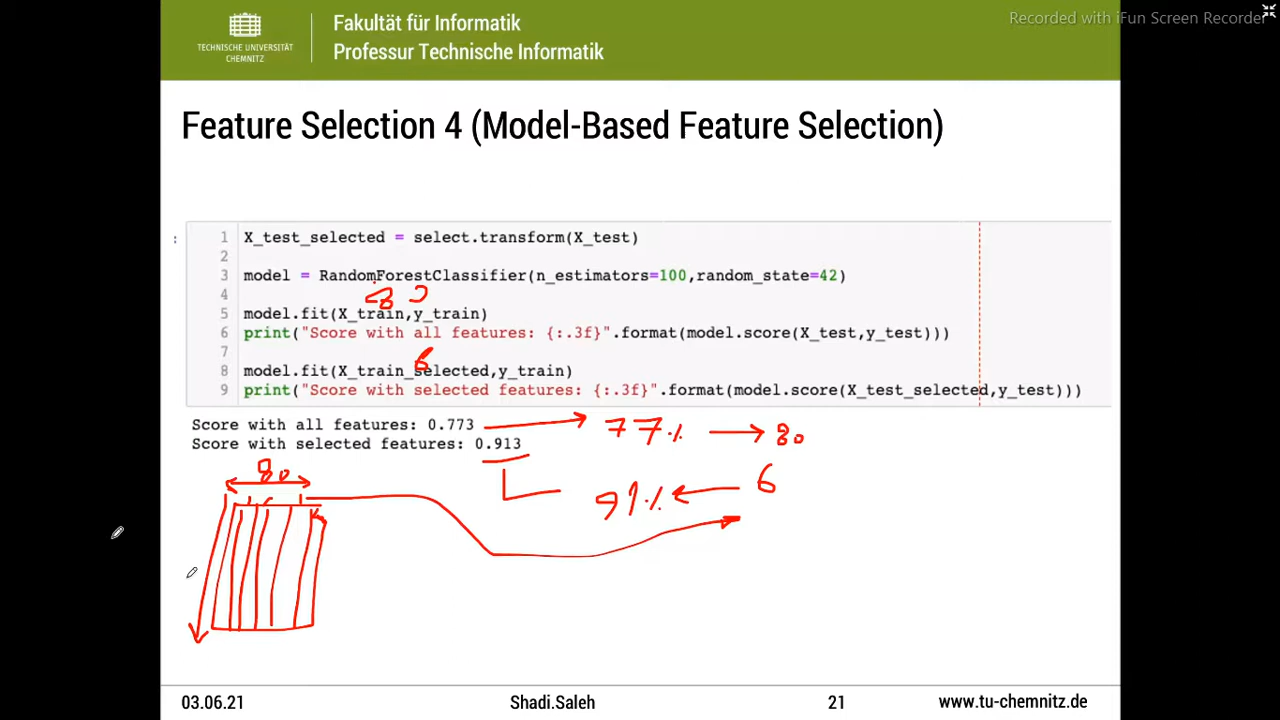 Recorded with iFun Screen Recorder
TECHNISCHE UNIVERSITÄT
CHEMNITZ
Fakultät für Informatik
Professur Technische Informatik
Feature Selection 4 (Model-Based Feature Selection)
:
1 X_test_selected = select.transform(X_test)
2
3 model = RandomForestClassifier(n_estimators=100,random_state=42)
4
80
5 model.fit(X_train,y_train)
6 print("Score with all features: {:.3f}".format(model.score(X_test,y_test)))
7
6
8 model.fit(X_train_selected,y_train)
9 print("Score with selected features: {:.3f}".format(model.score(X_test_selected,y_test)))
Score with all features: 0.773
77% → 80
Score with selected features: 0.913
91% ← 6
80
03.06.21
Shadi.Saleh
21
www.tu-chemnitz.de